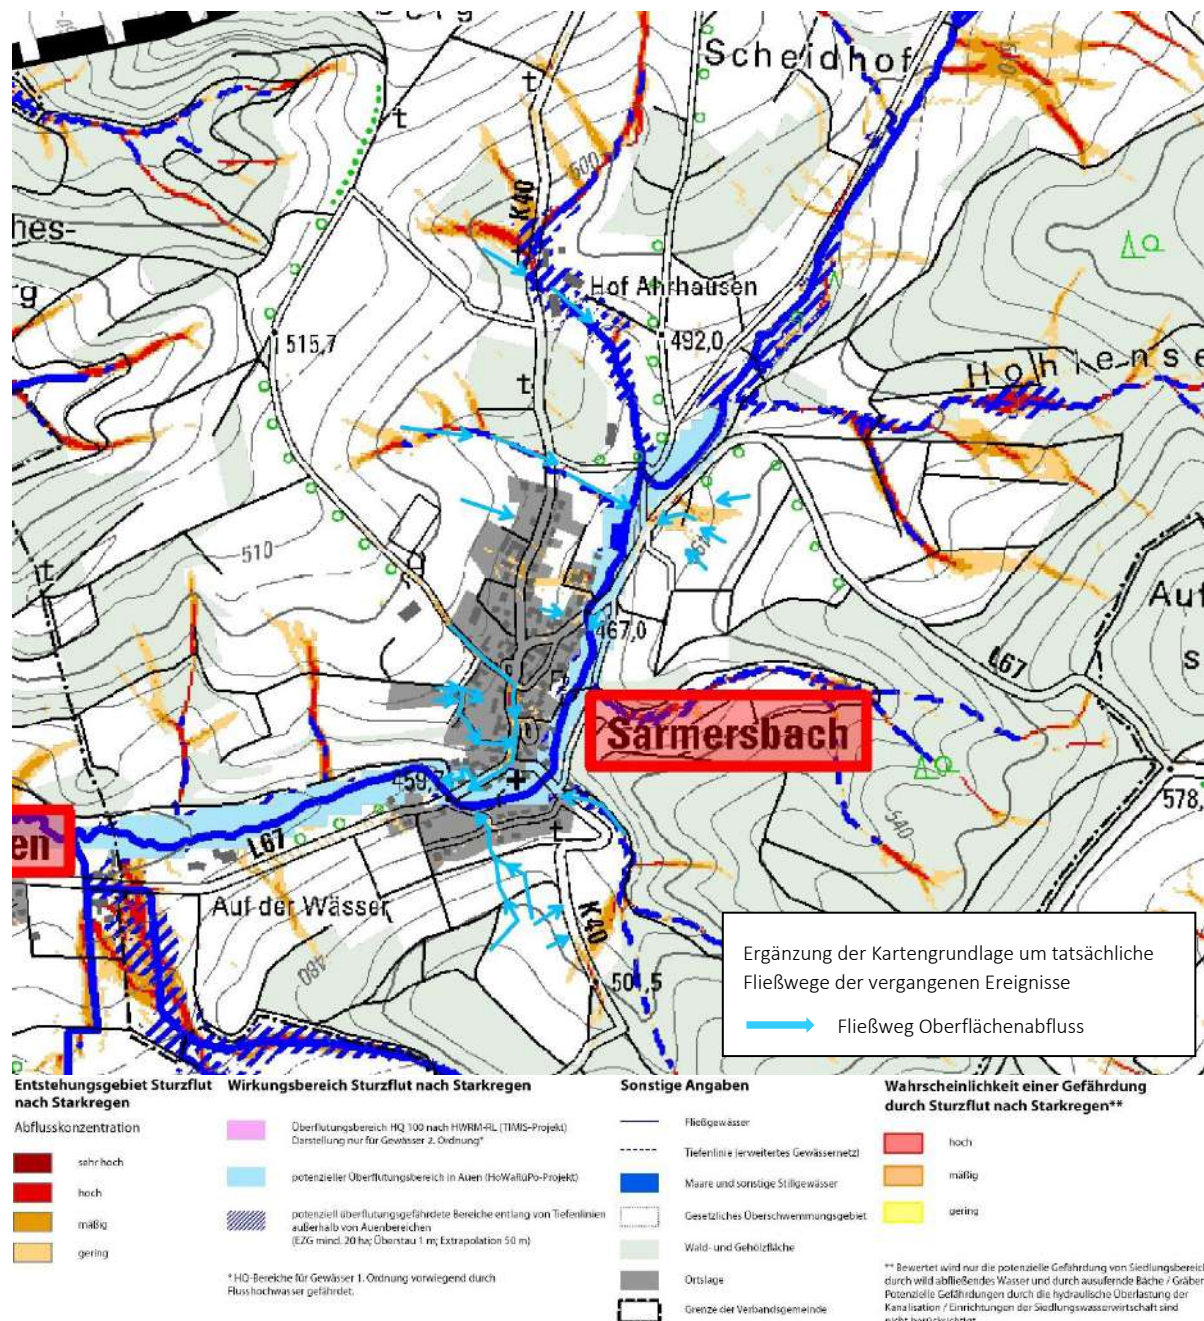 Scheidhof
t
t
500
K40
hes-
g
Hof Ahrhausen
515,7
492,0
Hohlense
t
510
t
467,0
Auf
s
L67
Sarmersbach
578,
540
en
L67
Auf der Wässer
K40
480
501,5
Ergänzung der Kartengrundlage um tatsächliche
Fließwege der vergangenen Ereignisse
Fließweg Oberflächenabfluss
Entstehungsgebiet Sturzflut
nach Starkregen
Abflusskonzentration
sehr hoch
hoch
mäßig
gering
Wirkungsbereich Sturzflut nach Starkregen
Überflutungsbereich HQ 100 nach HWRM-RL (TIMIS-Projekt)
Darstellung nur für Gewässer 2. Ordnung*
potenzieller Überflutungsbereich in Auen (HoWaRüPo-Projekt)
potenziell überflutungsgefährdete Bereiche entlang von Tiefenlinien
außerhalb von Auenbereichen
(EZG mind. 20 ha; Überstau 1 m; Extrapolation 50 m)
* HQ-Bereiche für Gewässer 1. Ordnung vorwiegend durch
Flusshochwasser gefährdet.
Sonstige Angaben
Fließgewässer
Tiefenlinie (erweitertes Gewässernetz)
Maare und sonstige Stillgewässer
Gesetzliches Überschwemmungsgebiet
Wald- und Gehölzfläche
Ortslage
Grenze der Verbandsgemeinde
Wahrscheinlichkeit einer Gefährdung
durch Sturzflut nach Starkregen**
hoch
mäßig
gering
** Bewertet wird nur die potenzielle Gefährdung von Siedlungsbereich
durch wild abfließendes Wasser und durch ausufernde Bäche / Gräben
Potenzielle Gefährdungen durch die hydraulische Überlastung der
Kanalisation / Einrichtungen der Siedlungswasserwirtschaft sind
nicht berücksichtigt